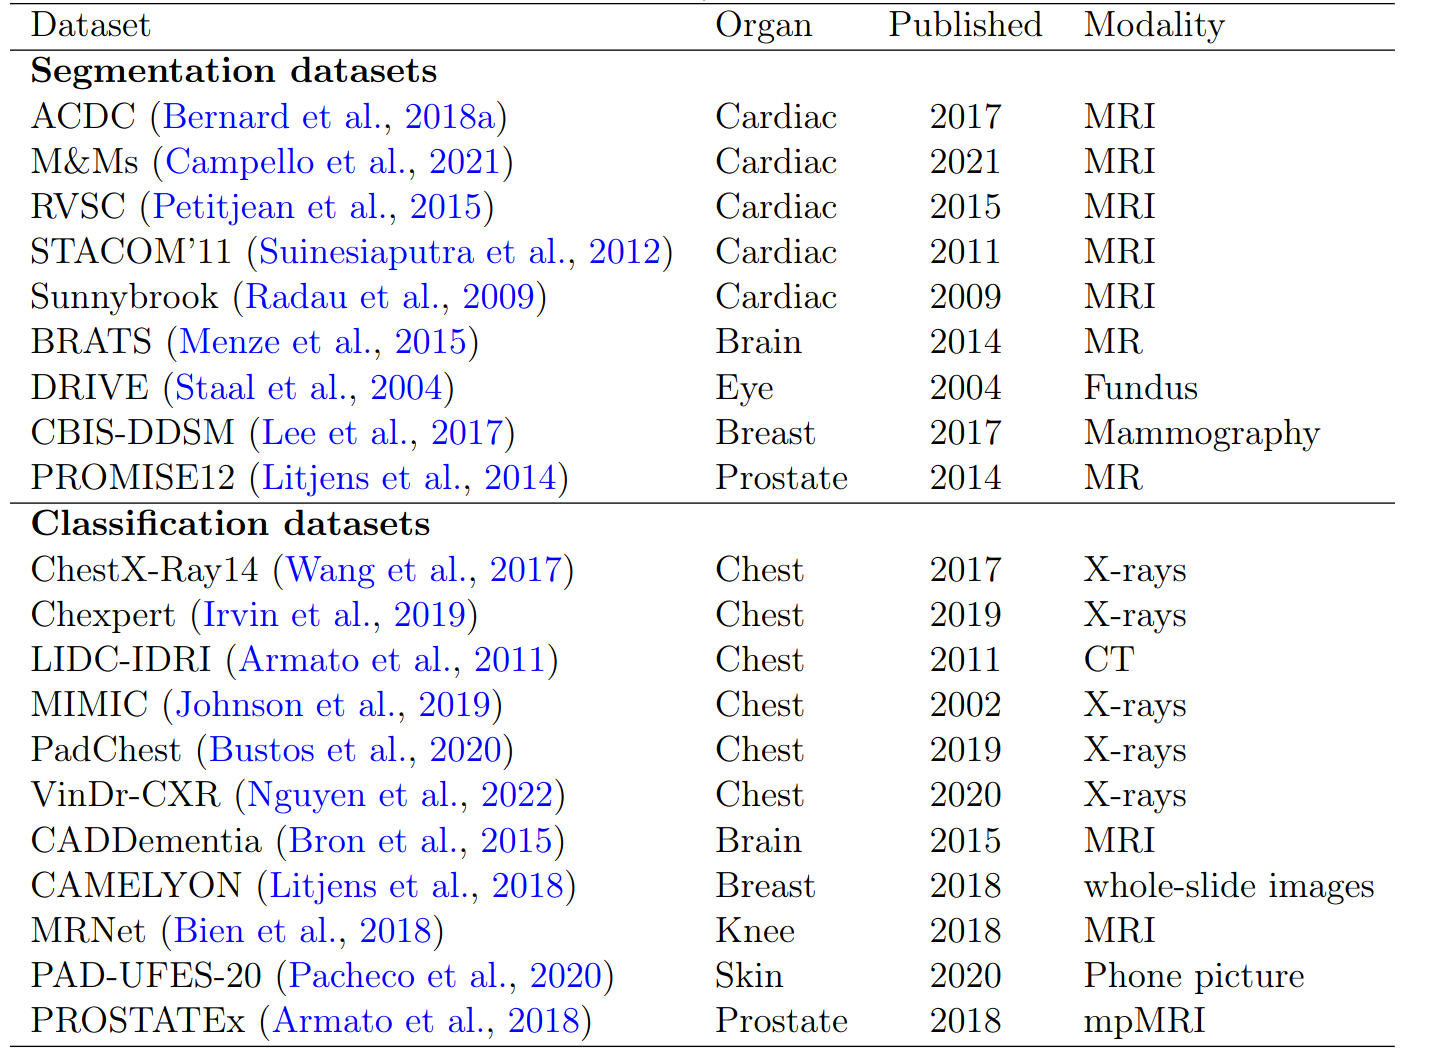 Dataset Organ Published Modality
Segmentation datasets
ACDC (Bernard et al., 2018a) Cardiac 2017 MRI
M&Ms (Campello et al., 2021) Cardiac 2021 MRI
RVSC (Petitjean et al., 2015) Cardiac 2015 MRI
STACOM’11 (Suinesiaputra et al., 2012) Cardiac 2011 MRI
Sunnybrook (Radau et al., 2009) Cardiac 2009 MRI
BRATS (Menze et al., 2015) Brain 2014 MR
DRIVE (Staal et al., 2004) Eye 2004 Fundus
CBIS-DDSM (Lee et al., 2017) Breast 2017 Mammography
PROMISE12 (Litjens et al., 2014) Prostate 2014 MR
Classification datasets
ChestX-Ray14 (Wang et al., 2017) Chest 2017 X-rays
Chexpert (Irvin et al., 2019) Chest 2019 X-rays
LIDC-IDRI (Armato et al., 2011) Chest 2011 CT
MIMIC (Johnson et al., 2019) Chest 2002 X-rays
PadChest (Bustos et al., 2020) Chest 2019 X-rays
VinDr-CXR (Nguyen et al., 2022) Chest 2020 X-rays
CADDementia (Bron et al., 2015) Brain 2015 MRI
CAMELYON (Litjens et al., 2018) Breast 2018 whole-slide images
MRNet (Bien et al., 2018) Knee 2018 MRI
PAD-UFES-20 (Pacheco et al., 2020) Skin 2020 Phone picture
PROSTATEx (Armato et al., 2018) Prostate 2018 mpMRI